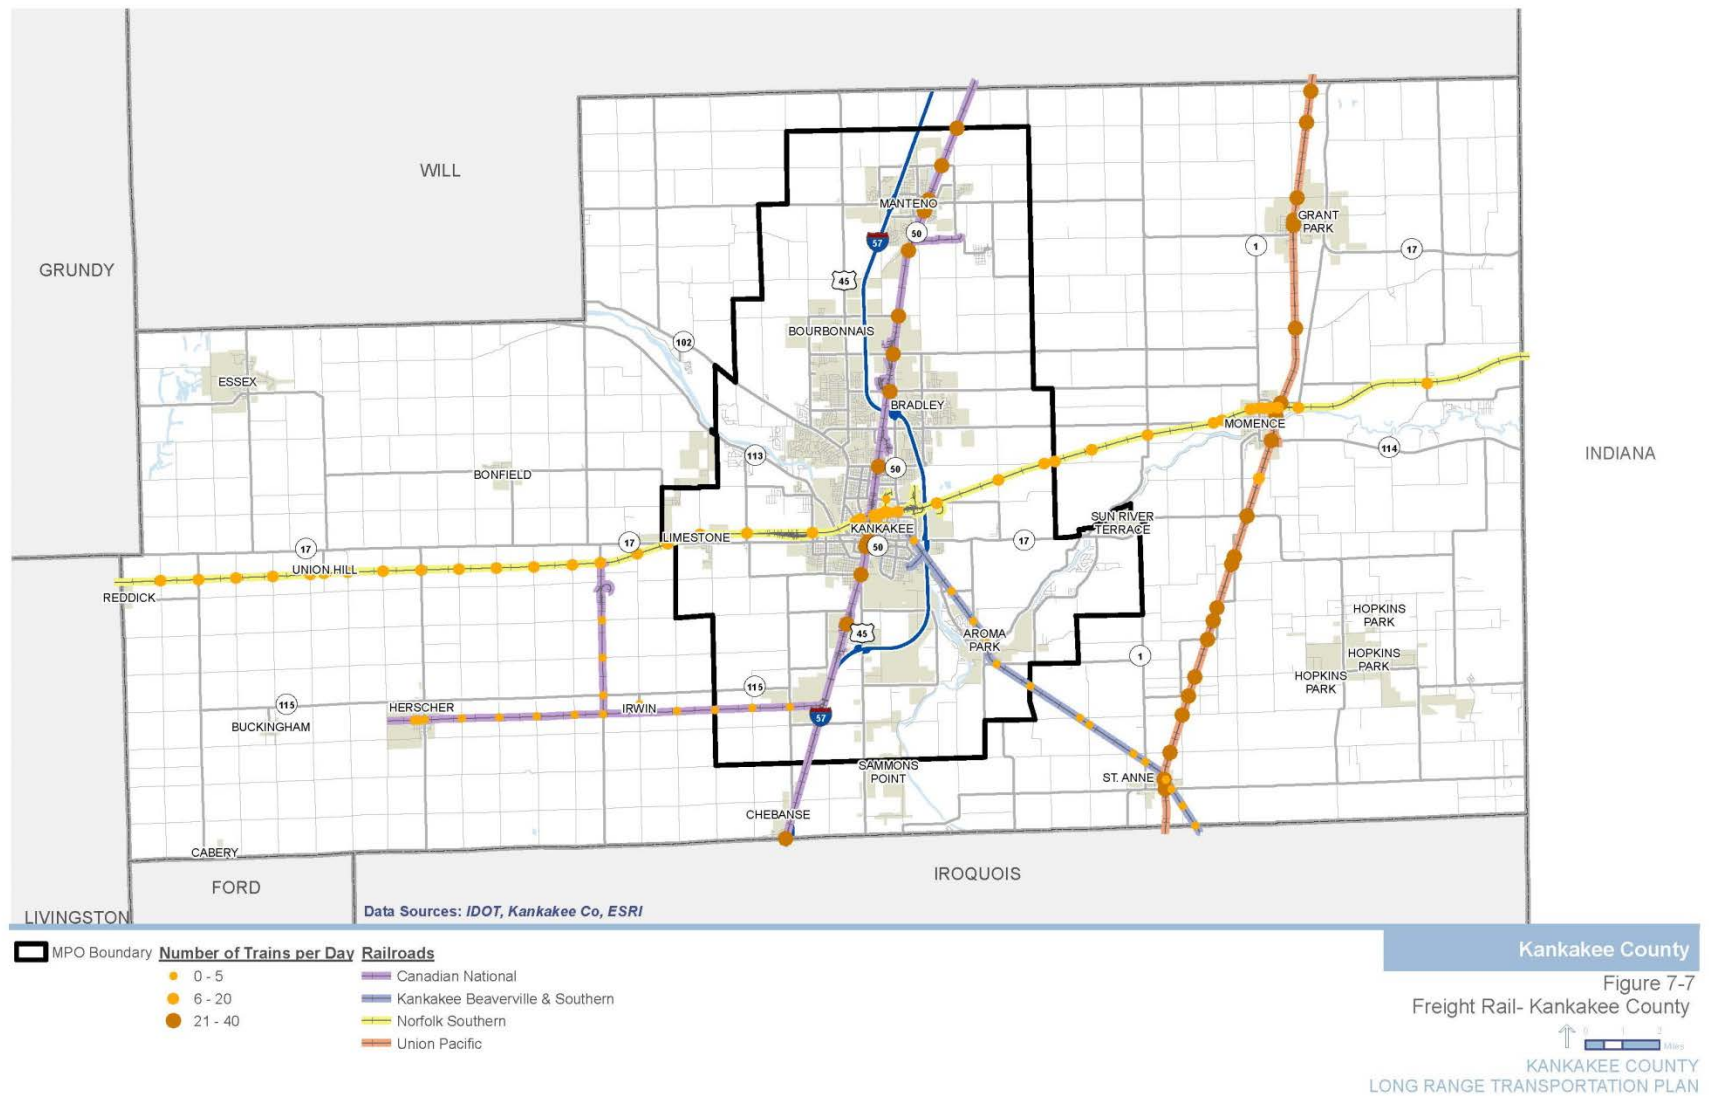 WILL
GRUNDY
MANTENO
50
57
GRANT
PARK
1
17
45
BOURBONNAIS
102
ESSEX
BRADLEY
MOMENCE
114
INDIANA
113
50
BONFIELD
SUN RIVER
TERRACE
KANKAKEE
LIMESTONE
17
17
17
50
UNION HILL
REDDICK
HOPKINS
PARK
45
AROMA
PARK
1
HOPKINS
PARK
HOPKINS
PARK
115
115
HERSCHER
IRWIN
57
BUCKINGHAM
SAMMONS
POINT
ST. ANNE
CHEBANSE
CABERY
FORD
IROQUOIS
LIVINGSTON
Data Sources: IDOT, Kankakee Co, ESRI
MPO Boundary
Number of Trains per Day
0 - 5
6 - 20
21 - 40
Railroads
Canadian National
Kankakee Beaverville & Southern
Norfolk Southern
Union Pacific
Kankakee County
Figure 7-7
Freight Rail- Kankakee County
0 1 2
Miles
KANKAKEE COUNTY
LONG RANGE TRANSPORTATION PLAN